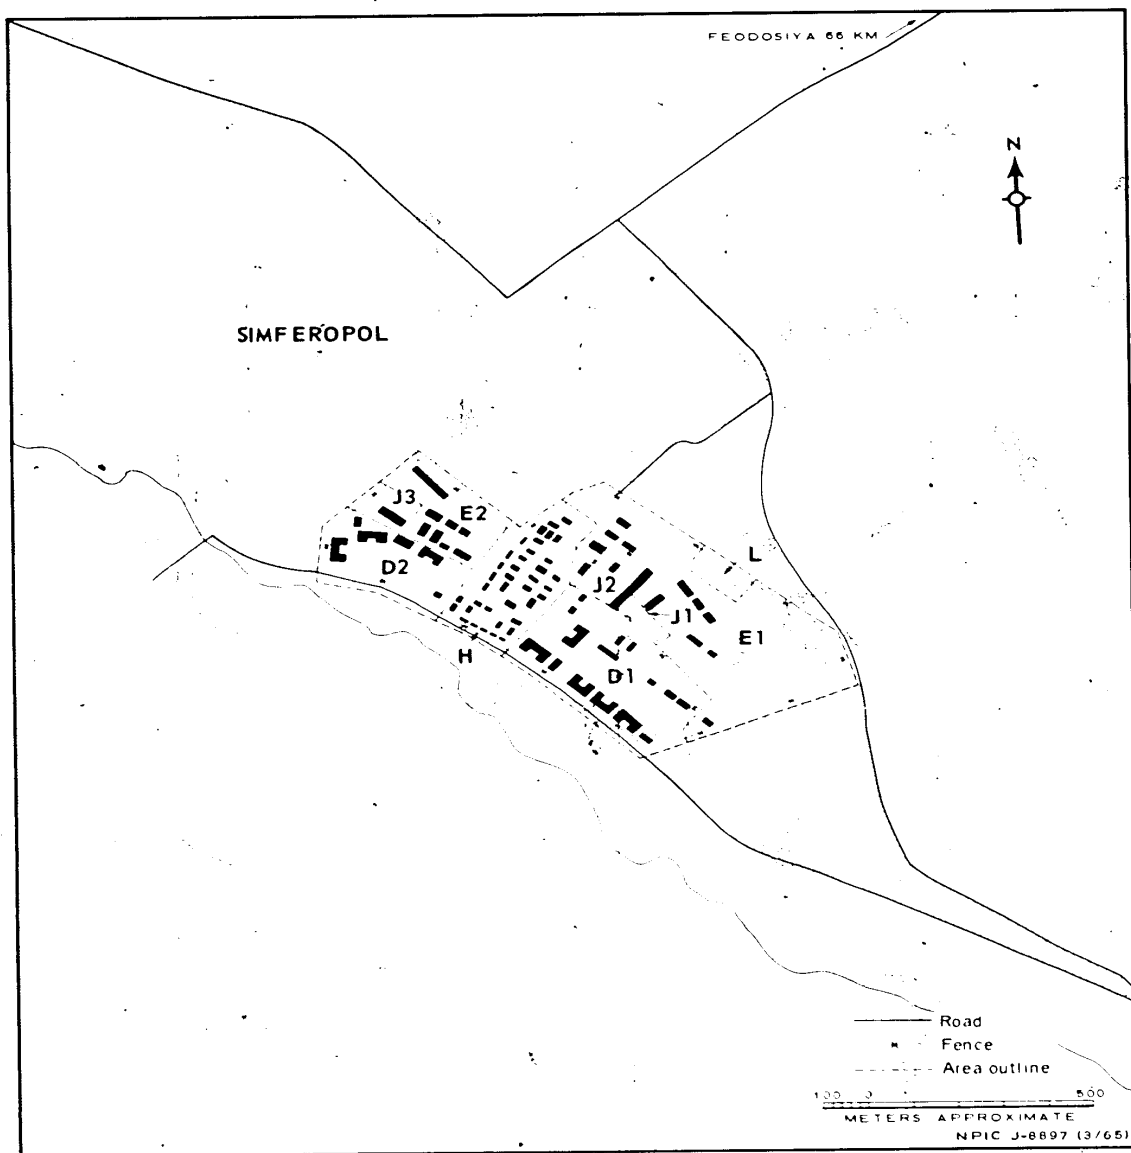 FEODOSIYA 66 KM
N
SIMFEROPOL
J3
E2
D2
L
J2
J1
E1
H
D1
Road
Fence
Area outline
100 0 500
METERS APPROXIMATE
NPIC J-8897 (3/65)